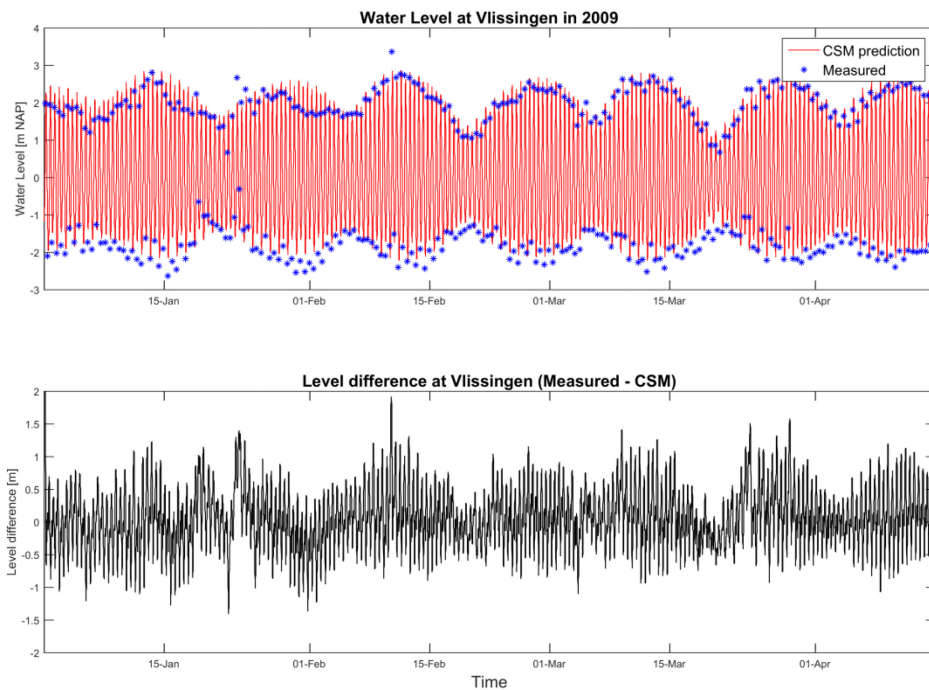 Water Level at Vlissingen in 2009
4
3
2
1
0
-1
-2
-3
Water Level [m NAP]
CSM prediction
Measured
15-Jan 01-Feb 15-Feb 01-Mar 15-Mar 01-Apr
Level difference at Vlissingen (Measured - CSM)
2
1.5
1
0.5
0
-0.5
-1
-1.5
-2
Level difference [m]
15-Jan 01-Feb 15-Feb 01-Mar 15-Mar 01-Apr
Time